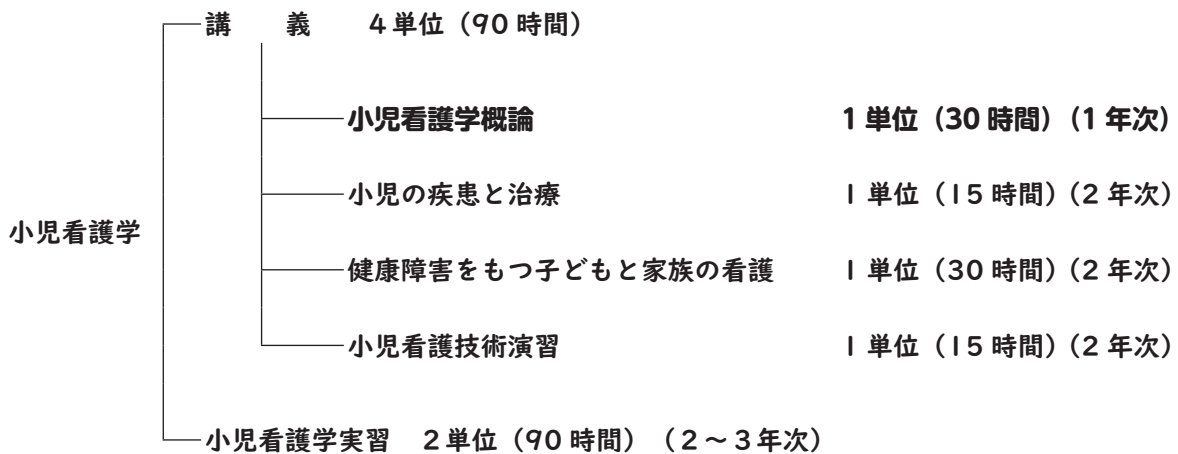 講　義　4単位（90時間）
小児看護学概論　1単位（30時間）（1年次）
小児の疾患と治療　1単位（15時間）（2年次）
小児看護学
健康障害をもつ子どもと家族の看護　1単位（30時間）（2年次）
小児看護技術演習　1単位（15時間）（2年次）
小児看護学実習　2単位（90時間）（2～3年次）